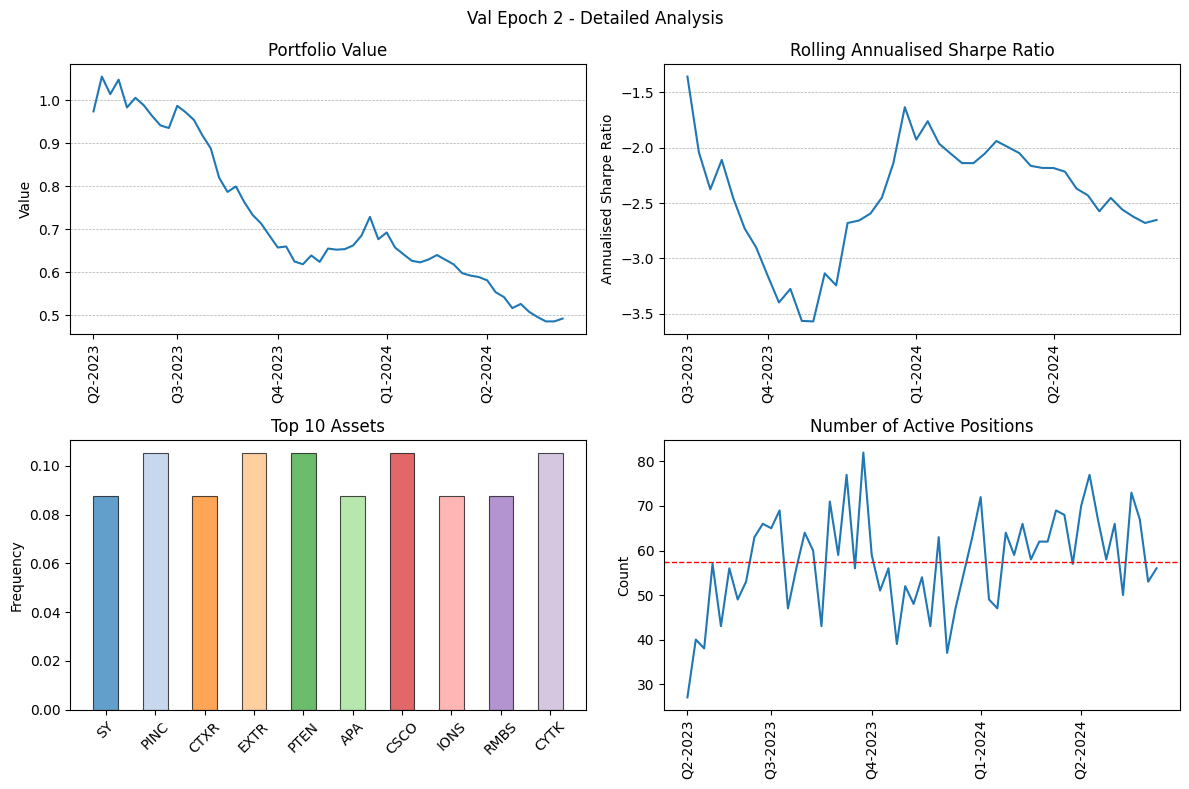 Val Epoch 2 - Detailed Analysis
Portfolio Value
Value
1.0
0.9
0.8
0.7
0.6
0.5
Q2-2023
Q3-2023
Q4-2023
Q1-2024
Q2-2024
Rolling Annualised Sharpe Ratio
Annualised Sharpe Ratio
−1.5
−2.0
−2.5
−3.0
−3.5
Q3-2023
Q4-2023
Q1-2024
Q2-2024
Top 10 Assets
Frequency
0.10
0.08
0.06
0.04
0.02
0.00
SY
PINC
CTXR
EXTR
PTEN
APA
CSCO
IONS
RMBS
CYTK
Number of Active Positions
Count
80
70
60
50
40
30
Q2-2023
Q3-2023
Q4-2023
Q1-2024
Q2-2024